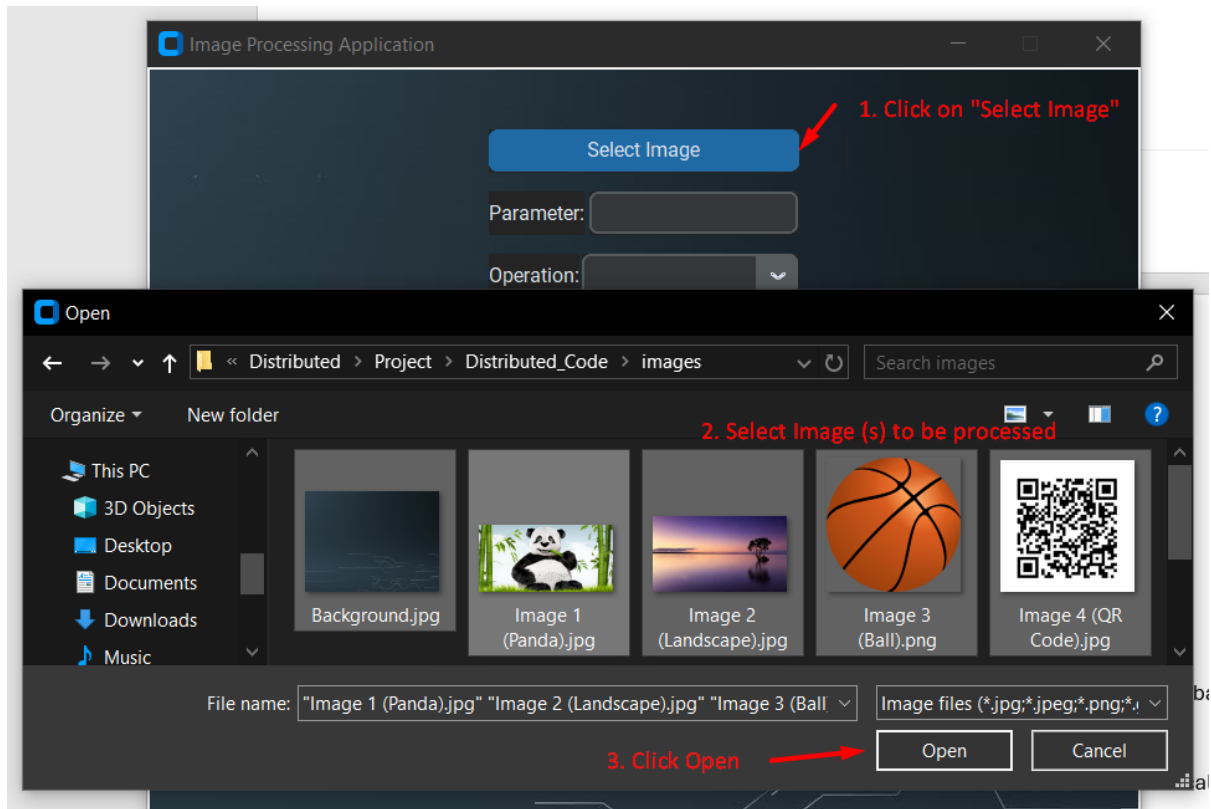 Image Processing Application
1. Click on "Select Image"
Select Image
Parameter:
Operation:
Open
« Distributed > Project > Distributed_Code > images
Search images
Organize
New folder
2. Select Image (s) to be processed
This PC
3D Objects
Desktop
Documents
Downloads
Music
Background.jpg
Image 1
(Panda).jpg
Image 2
(Landscape).jpg
Image 3
(Ball).png
Image 4 (QR
Code).jpg
File name: "Image 1 (Panda).jpg" "Image 2 (Landscape).jpg" "Image 3 (Ball
Image files (*.jpg;*.jpeg;*.png;*.
3. Click Open
Open
Cancel